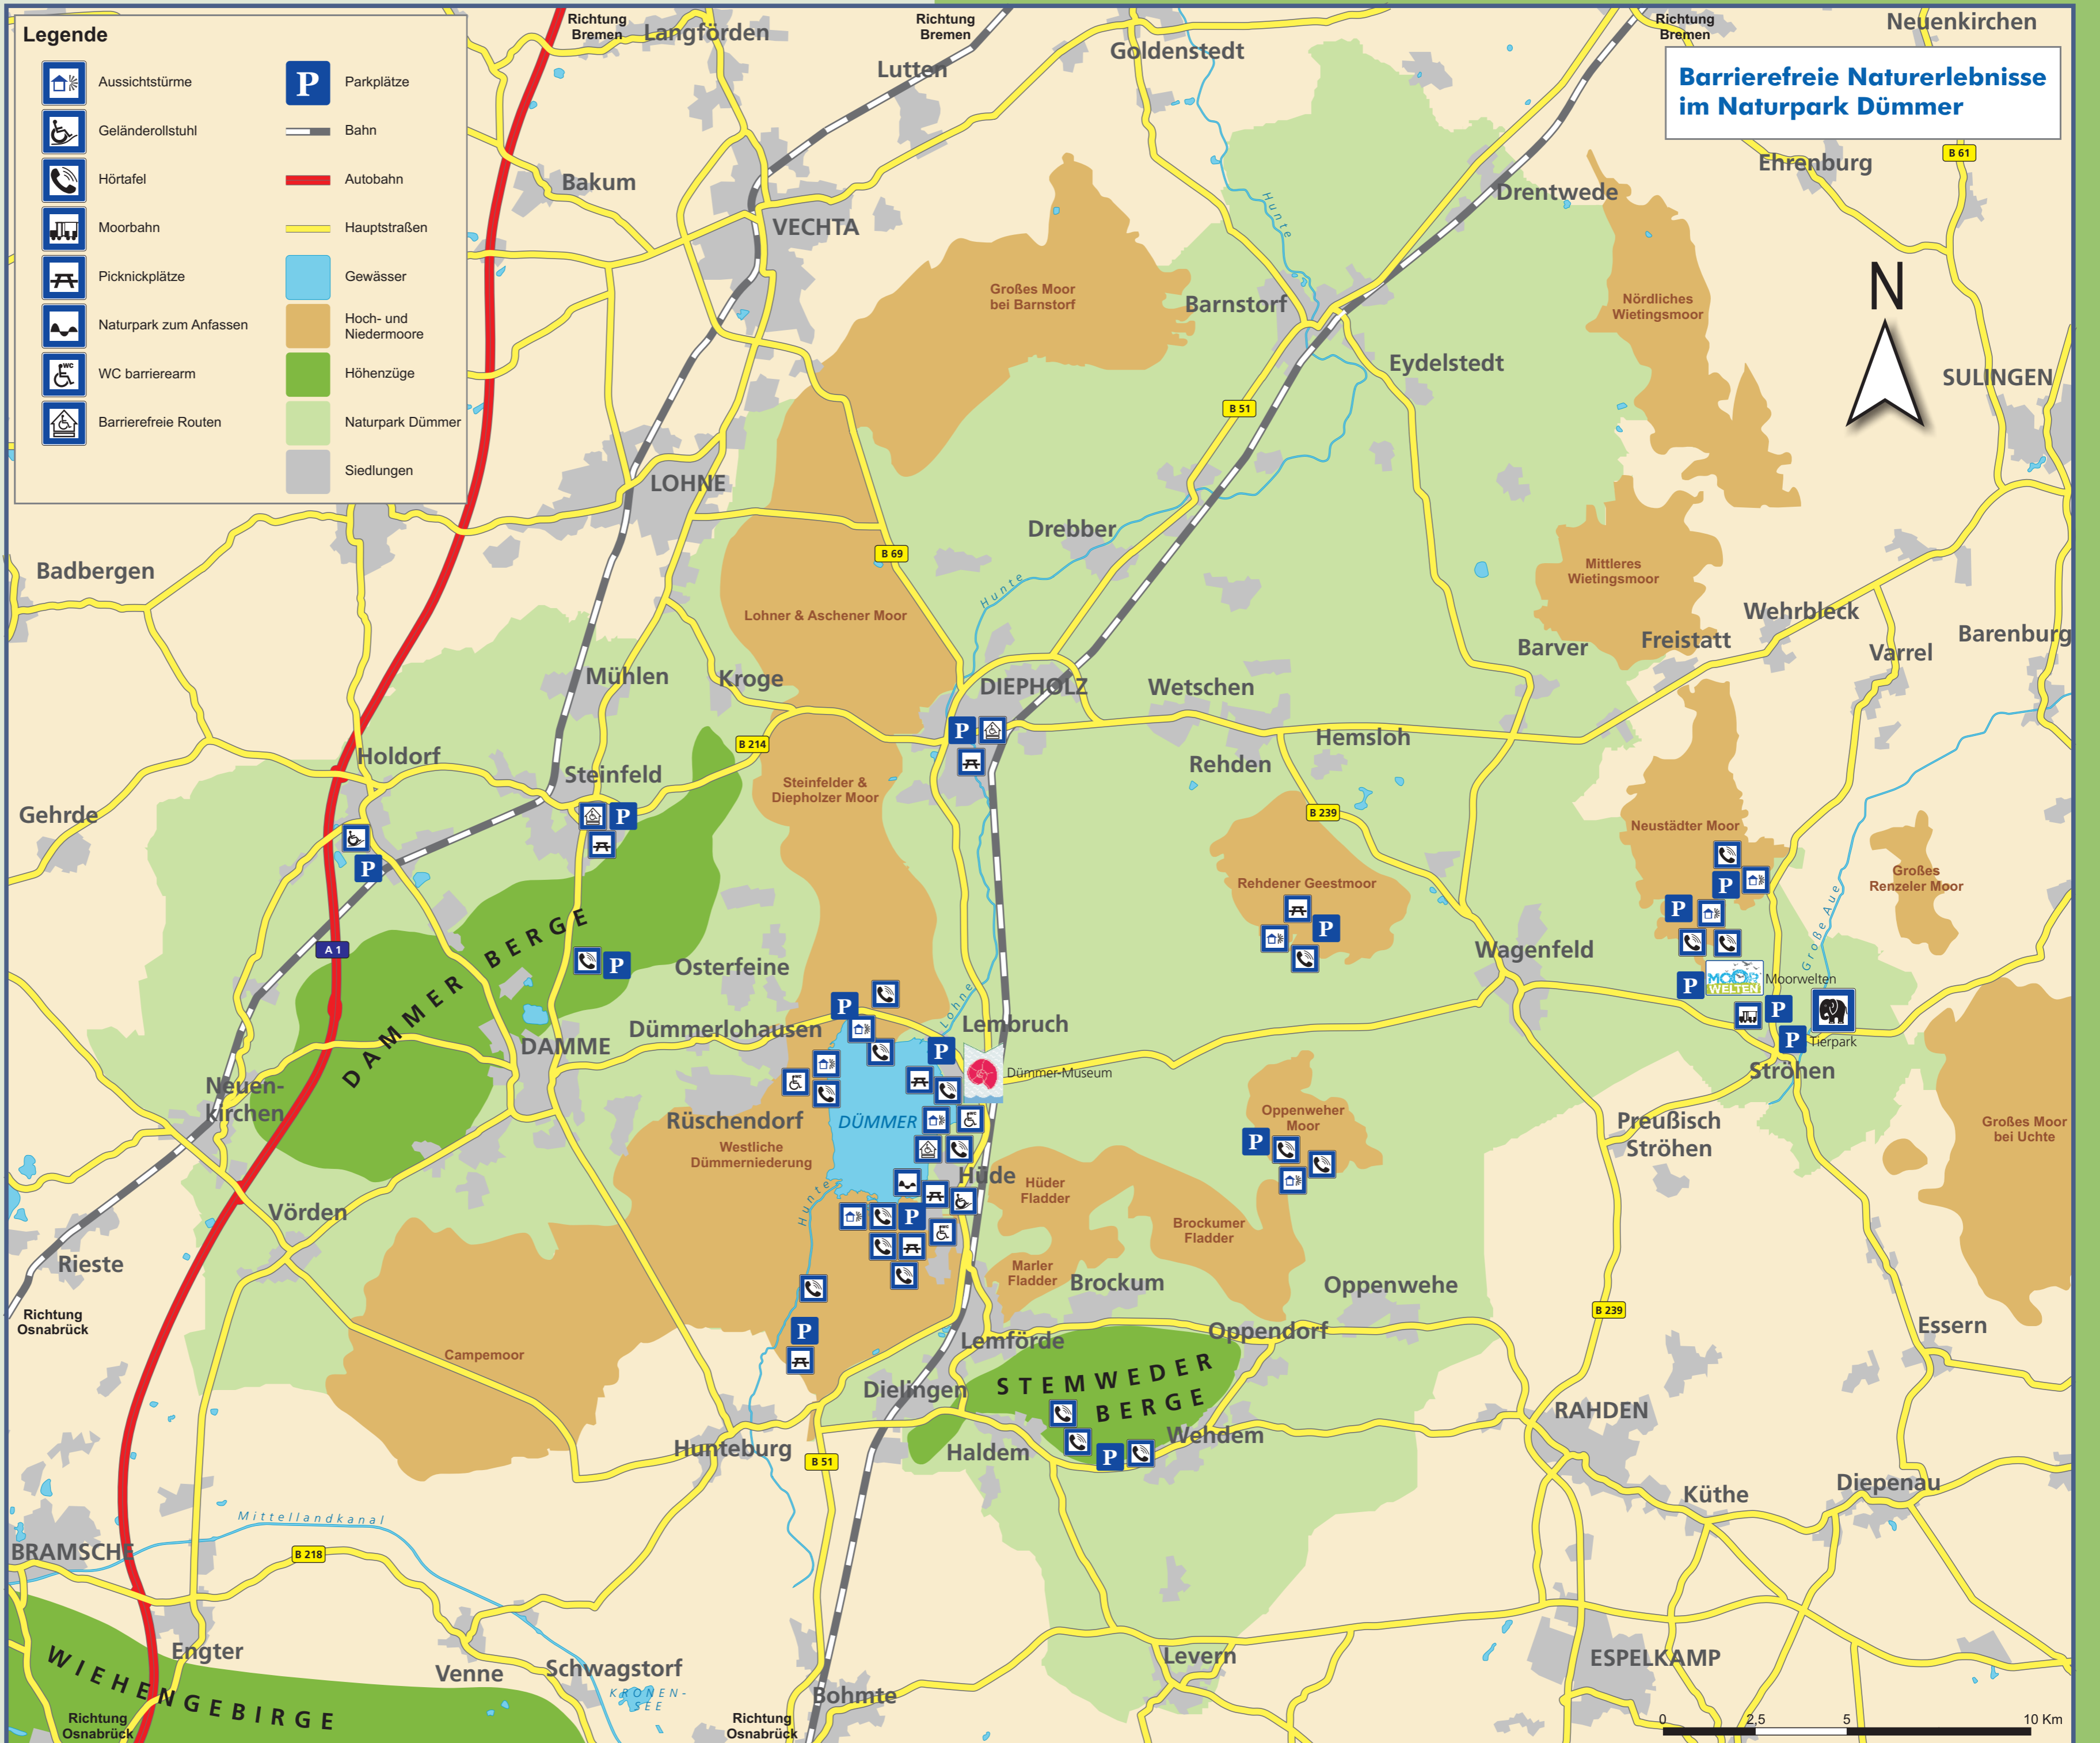 Legende
Aussichtstürme
Geländerollstuhl
Hörtafel
Moorbahn
Picknickplätze
Naturpark zum Anfassen
WC barrierearm
Barrierefreie Routen
P
Parkplätze
Bahn
Autobahn
Hauptstraßen
Gewässer
Hoch- und
Niedermoore
Höhenzüge
Naturpark Dümmer
Siedlungen
Barrierefreie Naturerlebnisse
im Naturpark Dümmer
N
Richtung
Bremen
Langförden
Richtung
Bremen
Lutten
Goldenstedt
Richtung
Bremen
Neuenkirchen
B 61
Ehrenburg
Bakum
VECHTA
Hunte
Drentwede
Großes Moor
bei Barnstorf
Barnstorf
Nördliches
Wietingsmoor
Eydelstedt
SULINGEN
B 51
LOHNE
Drebber
B 69
Badbergen
Hunte
Mittleres
Wietingsmoor
Lohner & Aschener Moor
Wehrbleck
Freistatt
Barenburg
Barver
Varrel
Mühlen
Kroge
DIEPHOLZ
Wetschen
B 214
Hemsloh
Holdorf
Steinfeld
Rehden
Steinfelder &
Diepholzer Moor
Gehrde
B 239
Neustädter Moor
Großes
Renzeler Moor
Rehdener Geestmoor
A 1
DAMMER BERGE
Osterfeine
Wagenfeld
Große Aue
MOOR
WELTEN
Moorwelten
Lohne
Dümmerlohausen
Lembruch
DAMME
Tierpark
Dümmer-Museum
Ströhen
Neuen-
kirchen
Rüschendorf
DÜMMER
Oppenweher
Moor
Preußisch
Ströhen
Großes Moor
bei Uchte
Westliche
Dümmerniederung
Hüde
Hüder
Fladder
Hunte
Vörden
Brockumer
Fladder
Rieste
Marler
Fladder
Brockum
Oppenwehe
Richtung
Osnabrück
B 239
Essern
Campemoor
Lemförde
Oppendorf
STEMWEDER
BERGE
Dielingen
RAHDEN
Hunteburg
Haldem
Wehdem
B 51
Küthe
Diepenau
Mittellandkanal
BRAMSCHE
B 218
WIEHENGEBIRGE
Engter
Venne
Schwagstorf
KRONEN-
SEE
Levern
ESPELKAMP
Bohmte
Richtung
Osnabrück
Richtung
Osnabrück
0 2,5 5 10 Km